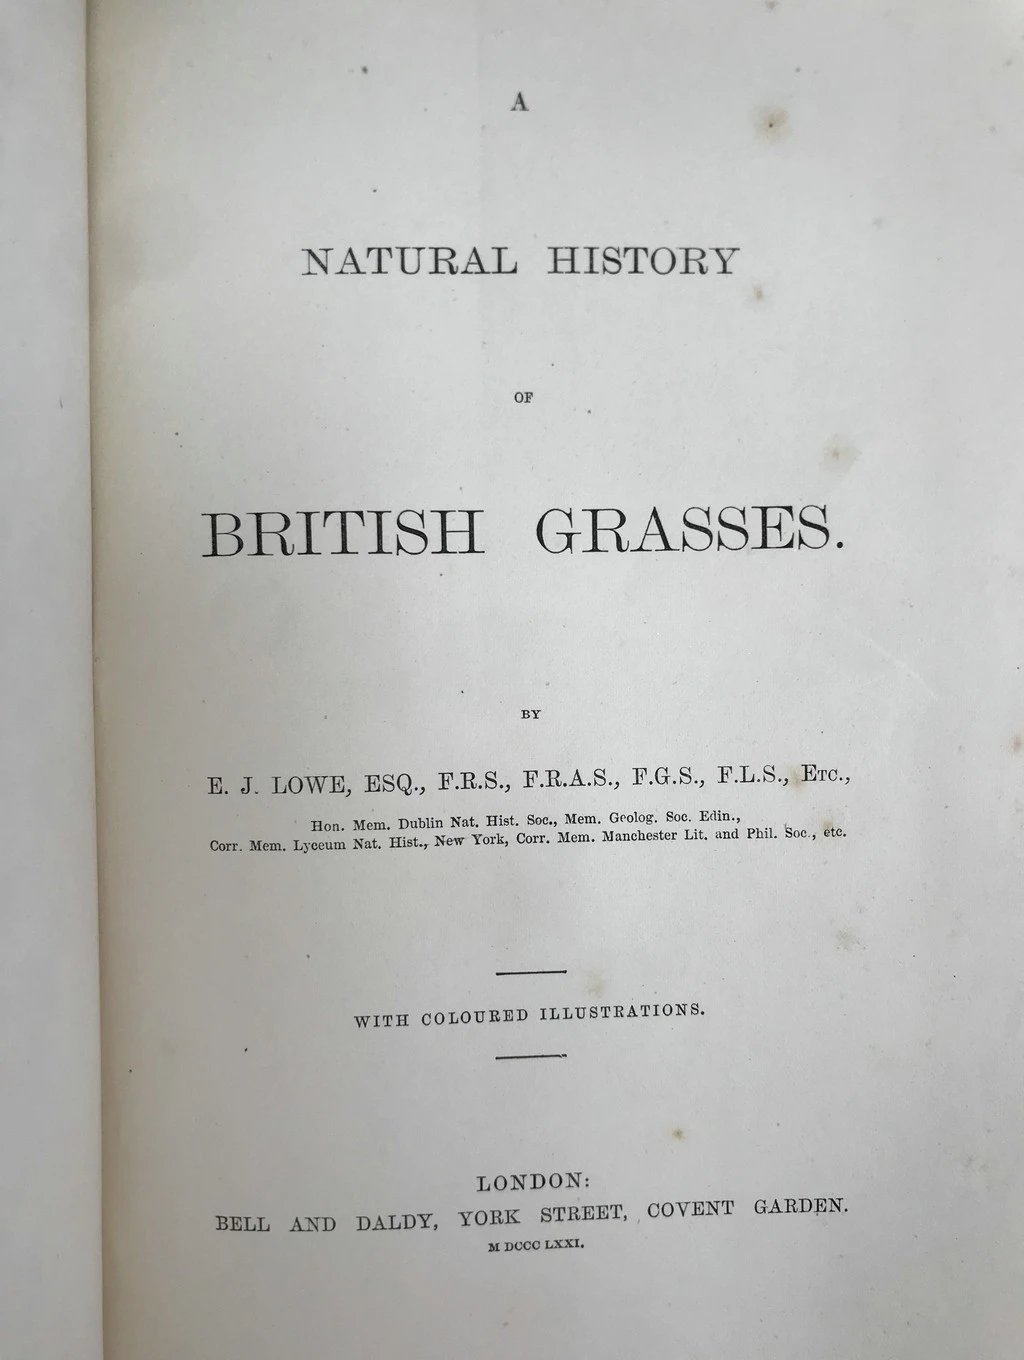 A
NATURAL HISTORY
OF
BRITISH GRASSES.
BY
E. J. LOWE, ESQ., F.R.S., F.R.A.S., F.G.S., F.L.S., ETC.,
Hon. Mem. Dublin Nat. Hist. Soc., Mem. Geolog. Soc. Edin.,
Corr. Mem. Lyceum Nat. Hist., New York, Corr. Mem. Manchester Lit. and Phil. Soc., etc.
WITH COLOURED ILLUSTRATIONS.
LONDON:
BELL AND DALDY, YORK STREET, COVENT GARDEN.
M DCCC LXXI.